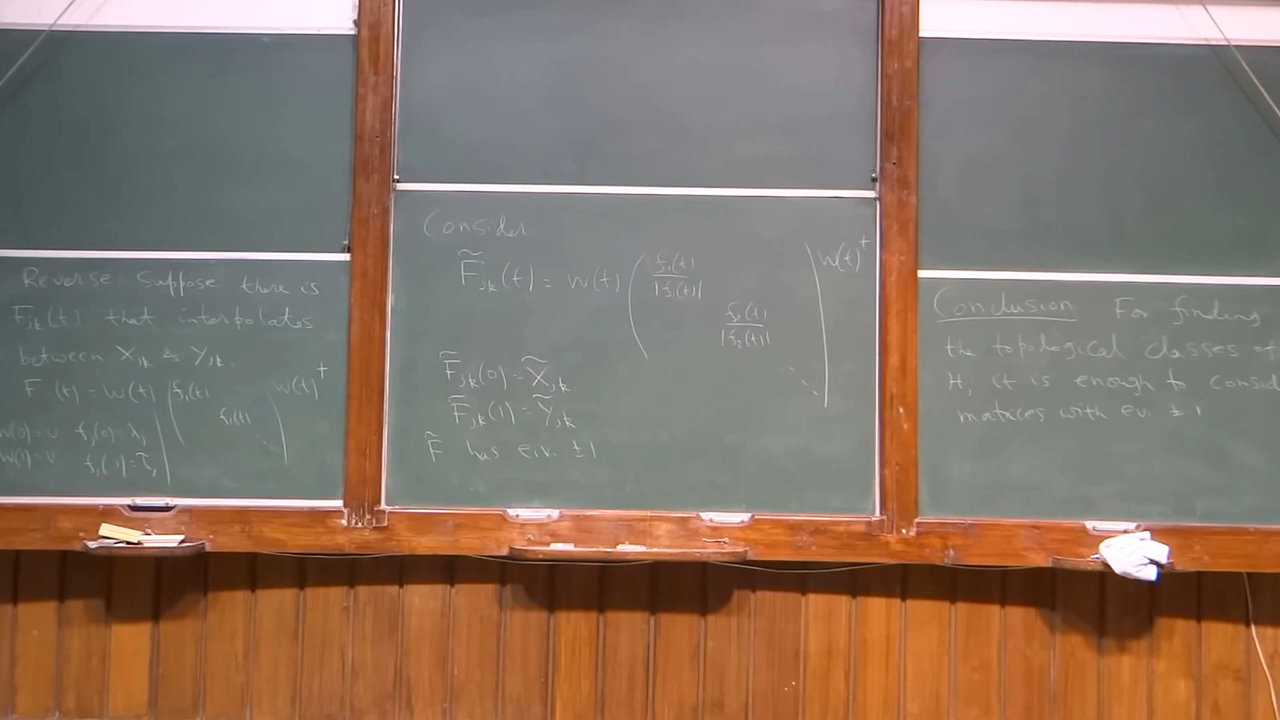 Reverse Suppose there is
F_jk(t) that interpolates
between X_jk & Y_jk.
F (t) = W(t) ( f_1(t) f_2(t) ) W(t)^†
W(0)=U f_j(0)=λ_j
W(1)=V f_j(1)=τ_j
Consider
F̃_jk(t) = W(t) ( f_1(t)/|f_1(t)| f_2(t)/|f_2(t)| ⋱ ) W(t)^†
F̃_jk(0) = X̃_jk
F̃_jk(1) = Ỹ_jk
F̃ has e.v. ±1
Conclusion For finding
the topological classes of
H, it is enough to consid
matrices with ev. ±1